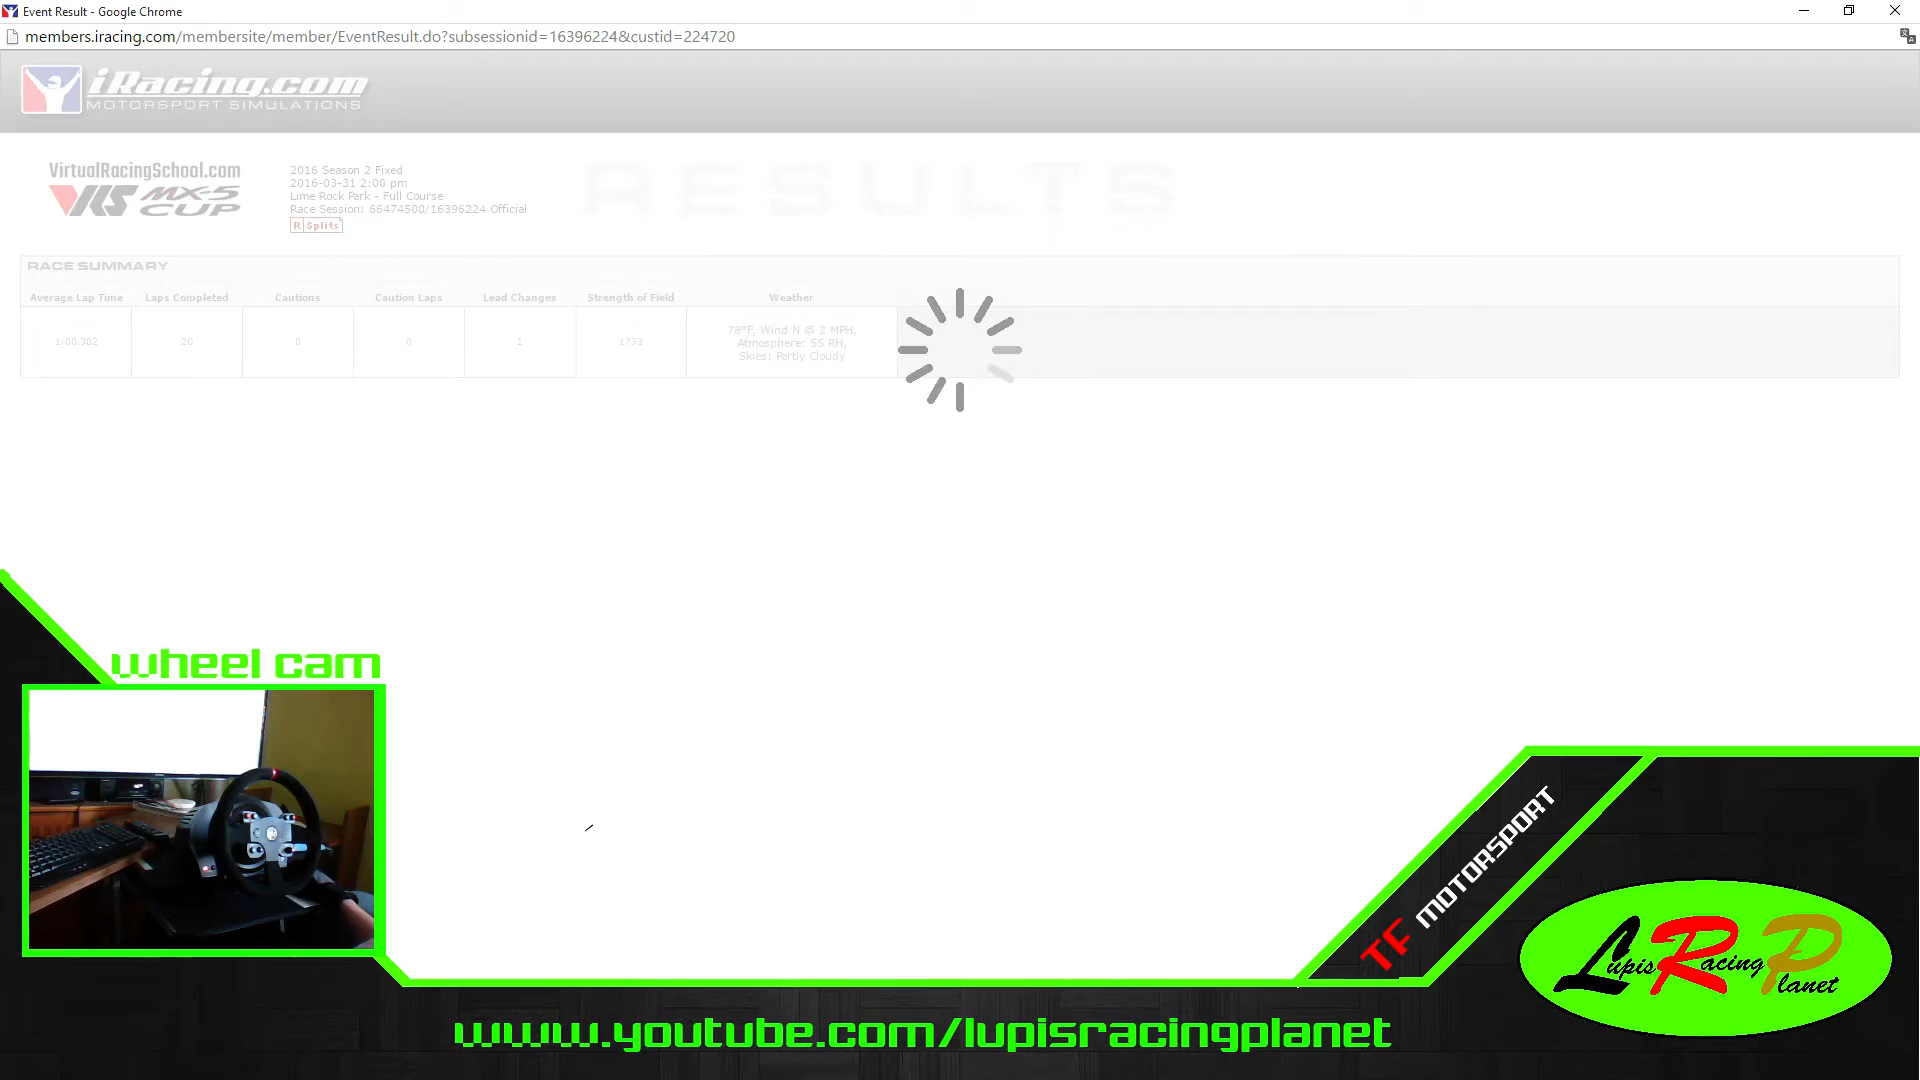 Event Result - Google Chrome
members.iracing.com/membersite/member/EventResult.do?subsessionid=16396224&custid=224720
iRacing.com
MOTORSPORT SIMULATIONS
VirtualRacingSchool.com
VRS MX-5 CUP
2016 Season 2 Fixed
2016-03-31 2:00 pm
Lime Rock Park - Full Course
Race Session: 66474500/16396224 Official
R Splits
RESULTS
RACE SUMMARY
Average Lap Time Laps Completed Cautions Caution Laps Lead Changes Strength of Field Weather
1:00.302 20 0 0 1 1733
78°F, Wind N @ 2 MPH,
Atmosphere: 55 RH,
Skies: Partly Cloudy
wheel cam
TF MOTORSPORT
Lupis Racing Planet
www.youtube.com/lupisracingplanet